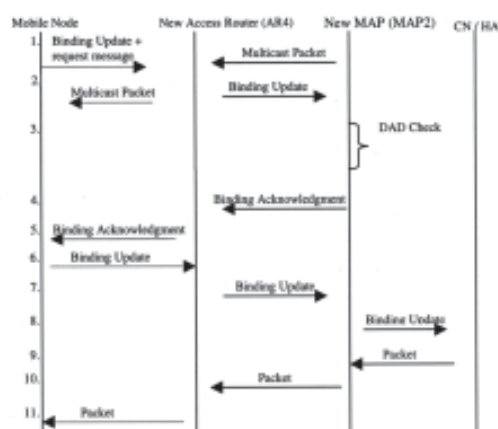 Mobile Node New Access Router (AR4) New MAP (MAP2) CN / HA
1. Binding Update +
request message Multicast Packet
2. Multicast Packet Binding Update
3. DAD Check
4. Binding Acknowledgment
5. Binding Acknowledgment
6. Binding Update
7. Binding Update
8. Bindine Update
9. Packet
10. Packet
11. Packet